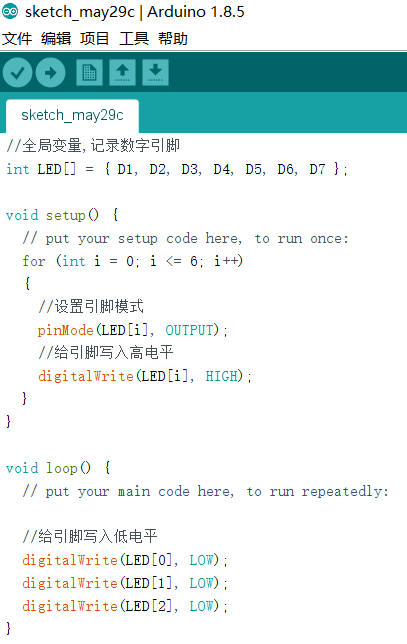 sketch_may29c | Arduino 1.8.5
文件 编辑 项目 工具 帮助
sketch_may29c
//全局变量,记录数字引脚
int LED[] = { D1, D2, D3, D4, D5, D6, D7 };
void setup() {
// put your setup code here, to run once:
for (int i = 0; i <= 6; i++)
{
//设置引脚模式
pinMode(LED[i], OUTPUT);
//给引脚写入高电平
digitalWrite(LED[i], HIGH);
}
}
void loop() {
// put your main code here, to run repeatedly:
//给引脚写入低电平
digitalWrite(LED[0], LOW);
digitalWrite(LED[1], LOW);
digitalWrite(LED[2], LOW);
}